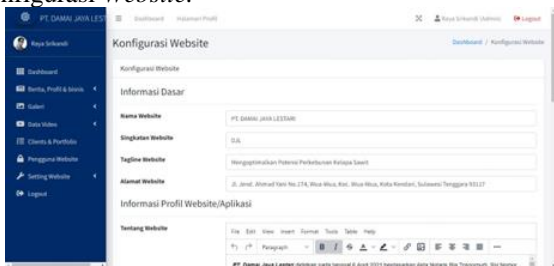 PT. DAMAI JAYA LEST
Dashboard Halaman Profil
Raya Srikandi (Admin) Logout
Raya Srikandi
Konfigurasi Website
Dashboard / Konfigurasi Website
Dashboard
Berita, Profil & bisnis
Galeri
Data Video
Clients & Portfolio
Pengguna Website
Setting Website
Logout
Konfigurasi Website
Informasi Dasar
Nama Website
PT. DAMAI JAYA LESTARI
Singkatan Website
DJL
Tagline Website
Mengoptimalkan Potensi Perkebunan Kelapa Sawit
Alamat Website
Jl. Jend. Ahmad Yani No.174, Wua-Wua, Kec. Wua-Wua, Kota Kendari, Sulawesi Tenggara 93117
Informasi Profil Website/Aplikasi
Tentang Website
File Edit View Insert Format Tools Table Help
Paragraph B I S A